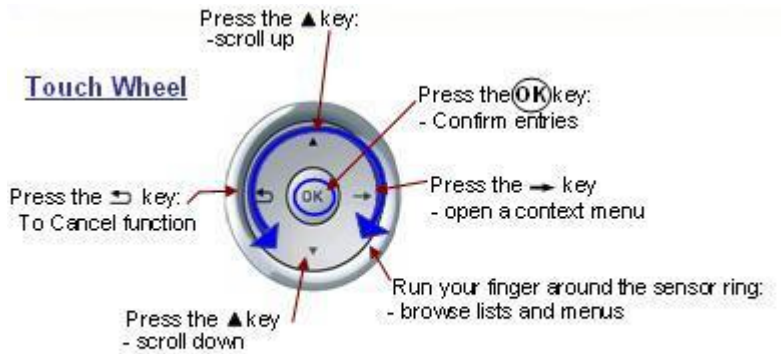 Press the ▲ key:
-scroll up
Touch Wheel
Press the OK key:
- Confirm entries
Press the ⮌ key:
To Cancel function
OK
Press the → key
- open a context menu
Run your finger around the sensor ring:
- browse lists and menus
Press the ▲ key
- scroll down